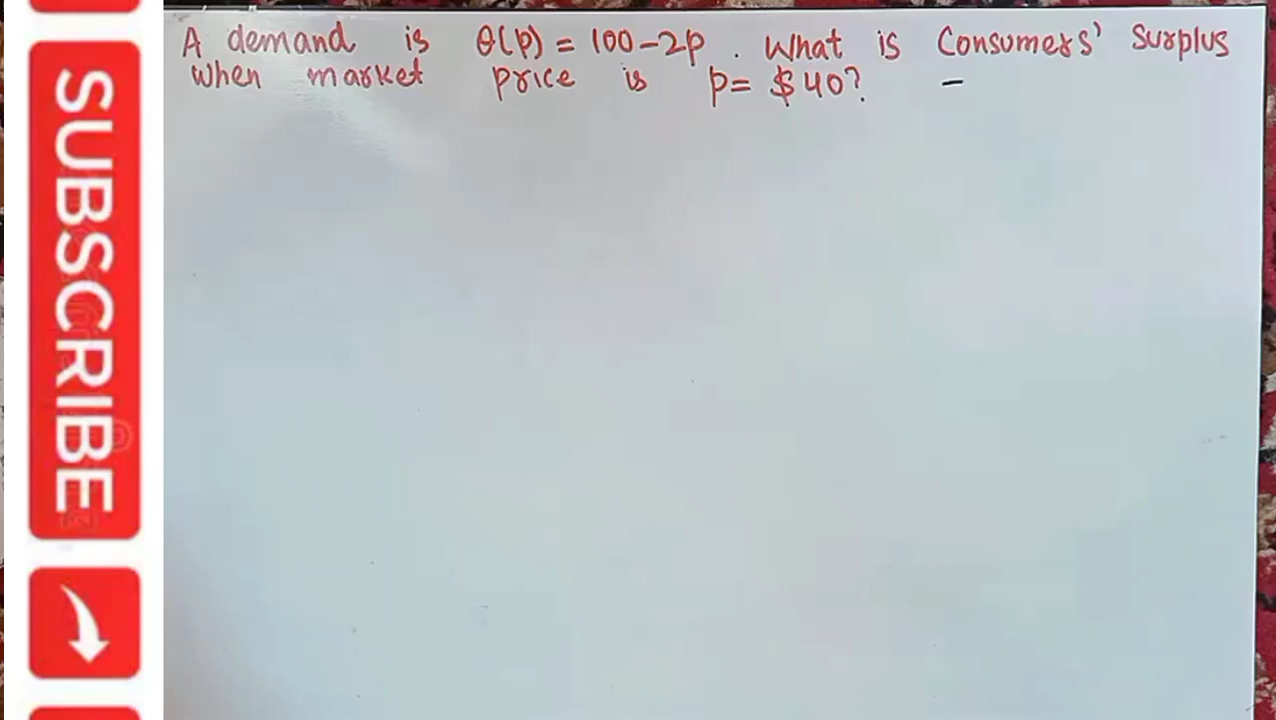 A demand is θ(p) = 100-2p. What is Consumers' Surplus
when market price is p= $40? -
SUBSCRIBE